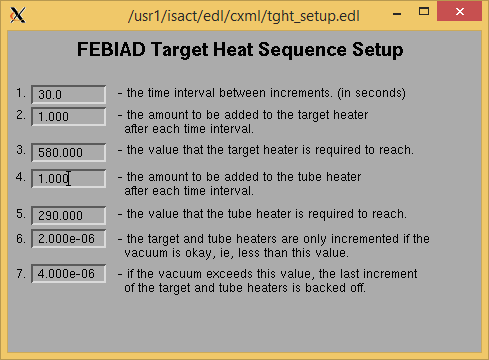 /usr1/isact/edl/cxml/tght_setup.edl
FEBIAD Target Heat Sequence Setup
1. 30.0 - the time interval between increments. (in seconds)
2. 1.000 - the amount to be added to the target heater
after each time interval.
3. 580.000 - the value that the target heater is required to reach.
4. 1.000 - the amount to be added to the tube heater
after each time interval.
5. 290.000 - the value that the tube heater is required to reach.
6. 2.000e-06 - the target and tube heaters are only incremented if the
vacuum is okay, ie, less than this value.
7. 4.000e-06 - if the vacuum exceeds this value, the last increment
of the target and tube heaters is backed off.